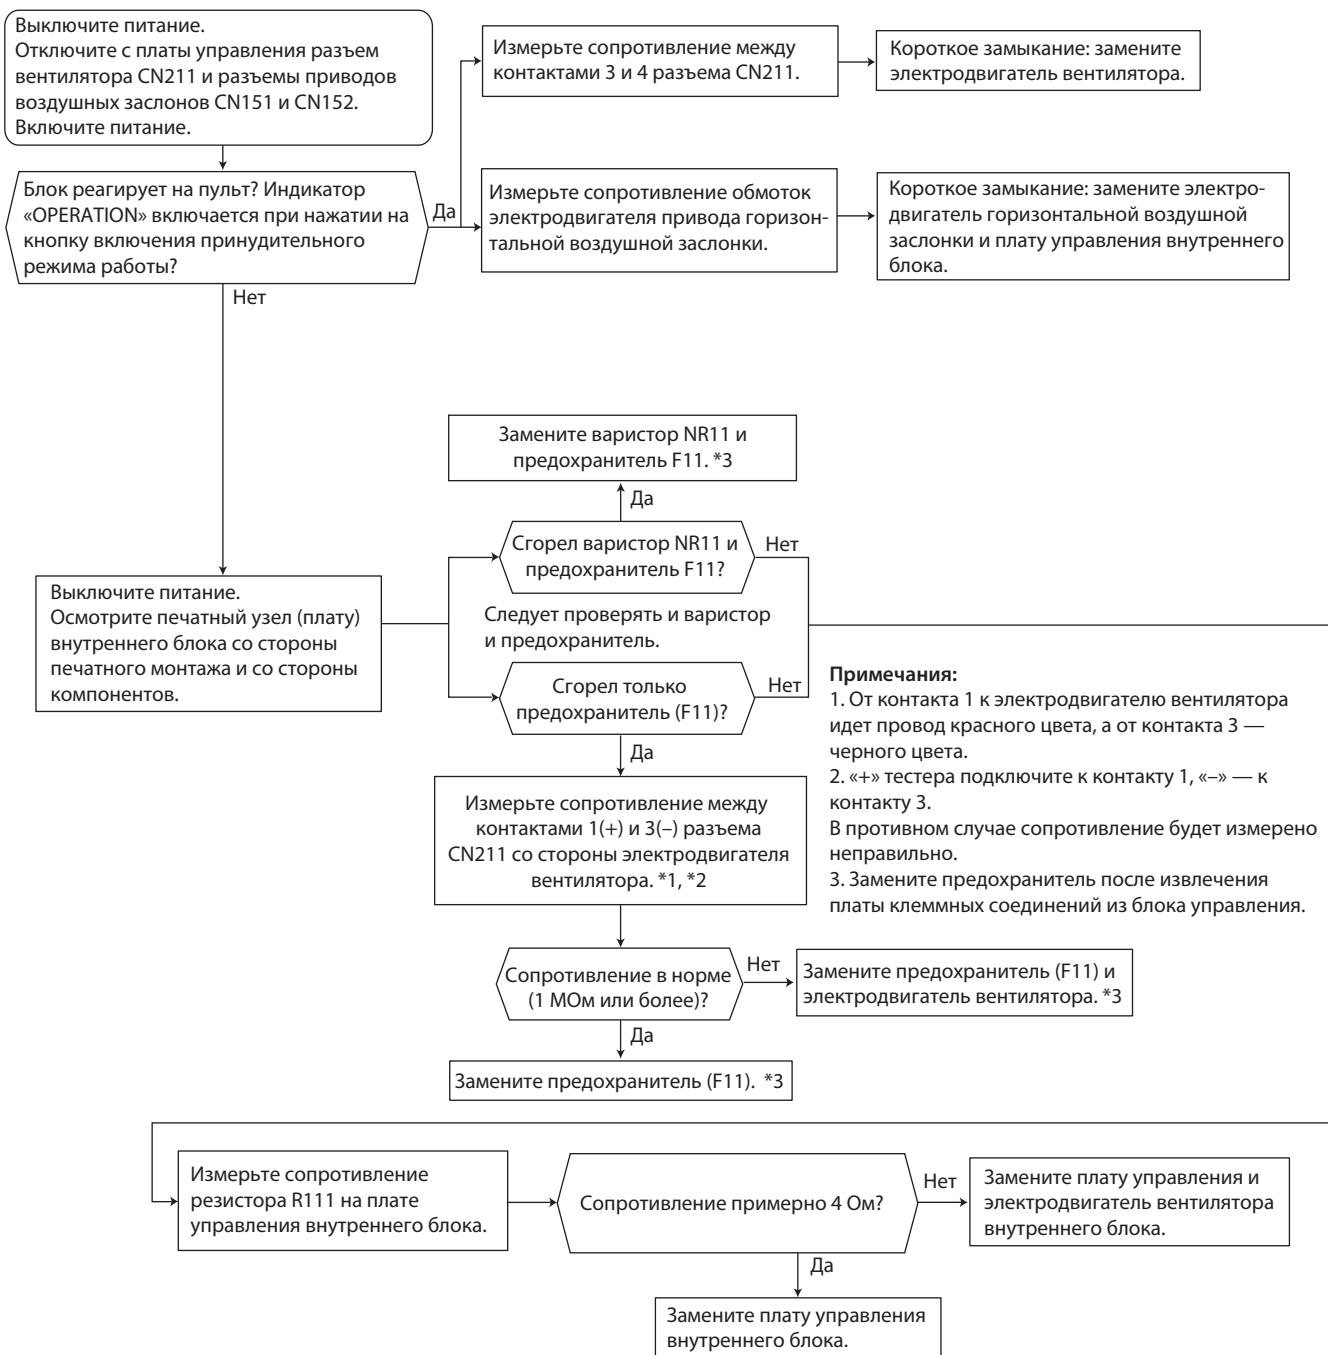 Выключите питание.
Отключите с платы управления разъем
вентилятора CN211 и разъемы приводов
воздушных заслонов CN151 и CN152.
Включите питание.
Измерьте сопротивление между
контактами 3 и 4 разъема CN211.
Короткое замыкание: замените
электродвигатель вентилятора.
Блок реагирует на пульт? Индикатор
«OPERATION» включается при нажатии на
кнопку включения принудительного
режима работы?
Да
Измерьте сопротивление обмоток
электродвигателя привода горизон-
тальной воздушной заслонки.
Короткое замыкание: замените электро-
двигатель горизонтальной воздушной
заслонки и плату управления внутреннего
блока.
Нет
Замените варистор NR11 и
предохранитель F11. *3
Да
Сгорел варистор NR11 и
предохранитель F11?
Нет
Выключите питание.
Осмотрите печатный узел (плату)
внутреннего блока со стороны
печатного монтажа и со стороны
компонентов.
Следует проверять и варистор
и предохранитель.
Сгорел только
предохранитель (F11)?
Нет
Да
Примечания:
1. От контакта 1 к электродвигателю вентилятора
идет провод красного цвета, а от контакта 3 —
черного цвета.
2. «+» тестера подключите к контакту 1, «–» — к
контакту 3.
В противном случае сопротивление будет измерено
неправильно.
3. Замените предохранитель после извлечения
платы клеммных соединений из блока управления.
Измерьте сопротивление между
контактами 1(+) и 3(–) разъема
CN211 со стороны электродвигателя
вентилятора. *1, *2
Сопротивление в норме
(1 МОм или более)?
Нет
Замените предохранитель (F11) и
электродвигатель вентилятора. *3
Да
Замените предохранитель (F11). *3
Измерьте сопротивление
резистора R111 на плате
управления внутреннего блока.
Сопротивление примерно 4 Ом?
Нет
Замените плату управления и
электродвигатель вентилятора
внутреннего блока.
Да
Замените плату управления
внутреннего блока.